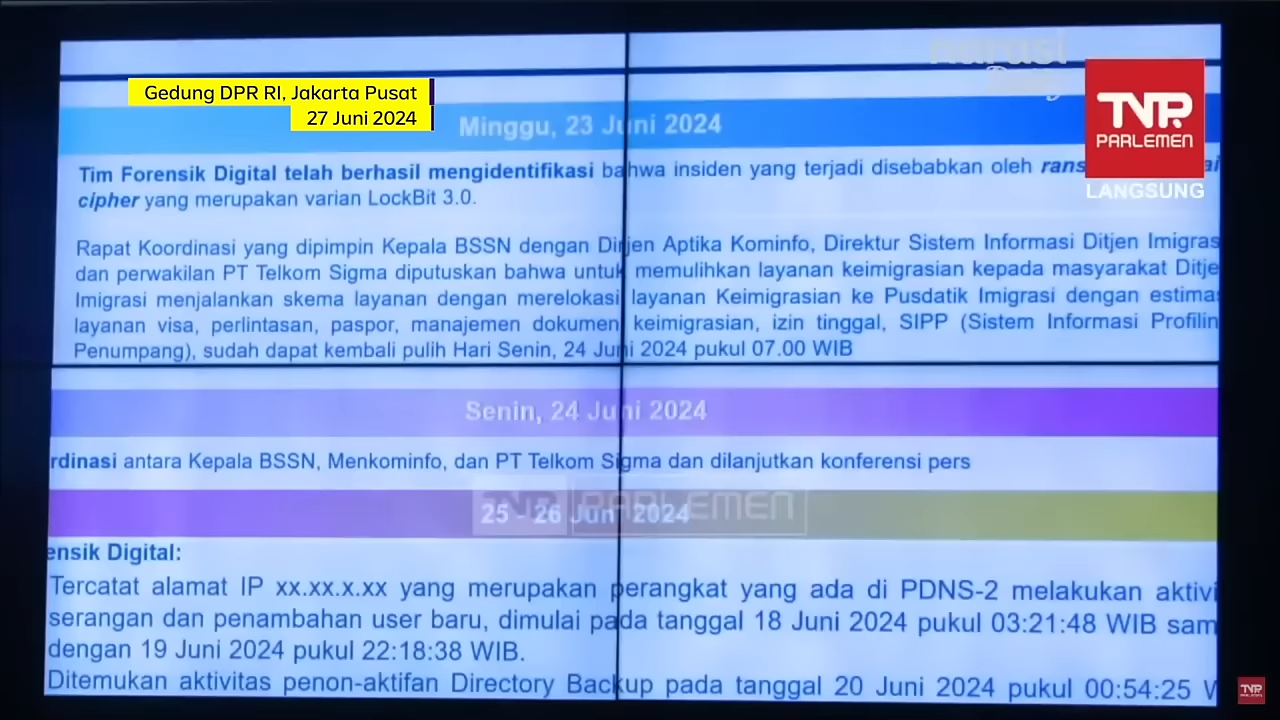 narasi
Gedung DPR RI, Jakarta Pusat
27 Juni 2024
TVR
PARLEMEN
LANGSUNG
Minggu, 23 Juni 2024
Tim Forensik Digital telah berhasil mengidentifikasi bahwa insiden yang terjadi disebabkan oleh
cipher yang merupakan varian LockBit 3.0.
Rapat Koordinasi yang dipimpin Kepala BSSN dengan Dirjen Aptika Kominfo, Direktur Sistem Informasi Ditjen Imigras
dan perwakilan PT Telkom Sigma diputuskan bahwa untuk memulihkan layanan keimigrasian kepada masyarakat Ditje
Imigrasi menjalankan skema layanan dengan merelokasi layanan Keimigrasian ke Pusdatik Imigrasi dengan estimas
layanan visa, perlintasan, paspor, manajemen dokumen keimigrasian, izin tinggal, SIPP (Sistem Informasi Profilin
Penumpang), sudah dapat kembali pulih Hari Senin, 24 Juni 2024 pukul 07.00 WIB
Senin, 24 Juni 2024
rdinasi antara Kepala BSSN, Menkominfo, dan PT Telkom Sigma dan dilanjutkan konferensi pers
TVR PARLEMEN
25 - 26 Juni 2024
ensik Digital:
Tercatat alamat IP xx.xx.x.xx yang merupakan perangkat yang ada di PDNS-2 melakukan aktivi
serangan dan penambahan user baru, dimulai pada tanggal 18 Juni 2024 pukul 03:21:48 WIB sam
dengan 19 Juni 2024 pukul 22:18:38 WIB.
Ditemukan aktivitas penon-aktifan Directory Backup pada tanggal 20 Juni 2024 pukul 00:54:25 W
TVR
PARLEMEN